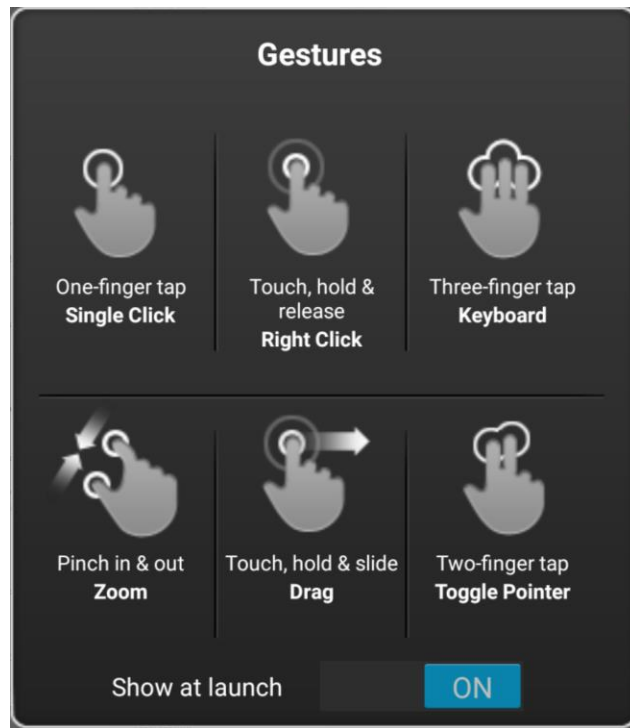 Gestures
One-finger tap
Single Click
Touch, hold &
release
Right Click
Three-finger tap
Keyboard
Pinch in & out
Zoom
Touch, hold & slide
Drag
Two-finger tap
Toggle Pointer
Show at launch
ON